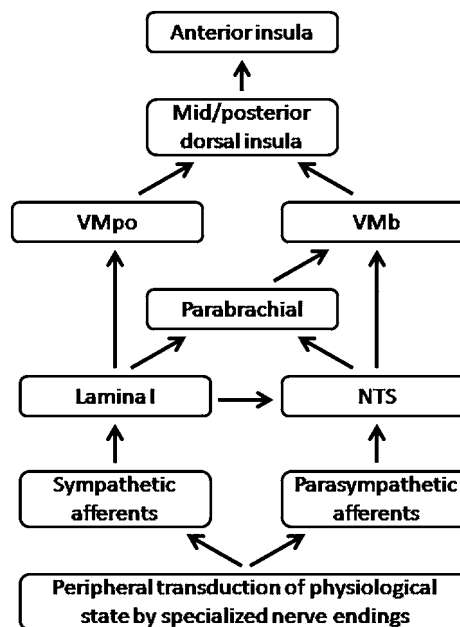 Anterior insula
Mid/posterior
dorsal insula
VMpo
VMb
Parabrachial
Lamina I
NTS
Sympathetic
afferents
Parasympathetic
afferents
Peripheral transduction of physiological
state by specialized nerve endings